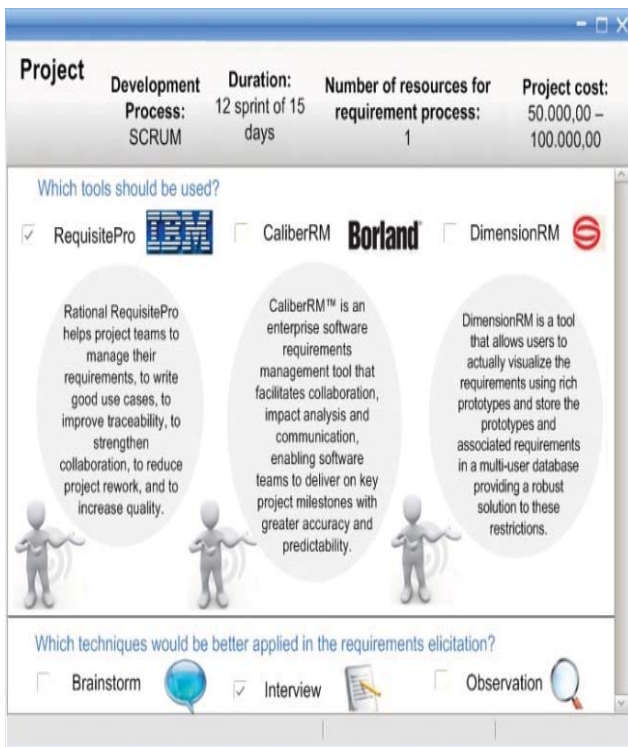 Project
Development
Process:
SCRUM
Duration:
12 sprint of 15
days
Number of resources for
requirement process:
1
Project cost:
50.000,00 –
100.000,00
Which tools should be used?
RequisitePro IBM
CaliberRM Borland
DimensionRM
Rational RequisitePro
helps project teams to
manage their
requirements, to write
good use cases, to
improve traceability, to
strengthen
collaboration, to reduce
project rework, and to
increase quality.
CaliberRM™ is an
enterprise software
requirements
management tool that
facilitates collaboration,
impact analysis and
communication,
enabling software
teams to deliver on key
project milestones with
greater accuracy and
predictability.
DimensionRM is a tool
that allows users to
actually visualize the
requirements using rich
prototypes and store the
prototypes and
associated requirements
in a multi-user database
providing a robust
solution to these
restrictions.
Which techniques would be better applied in the requirements elicitation?
Brainstorm
Interview
Observation